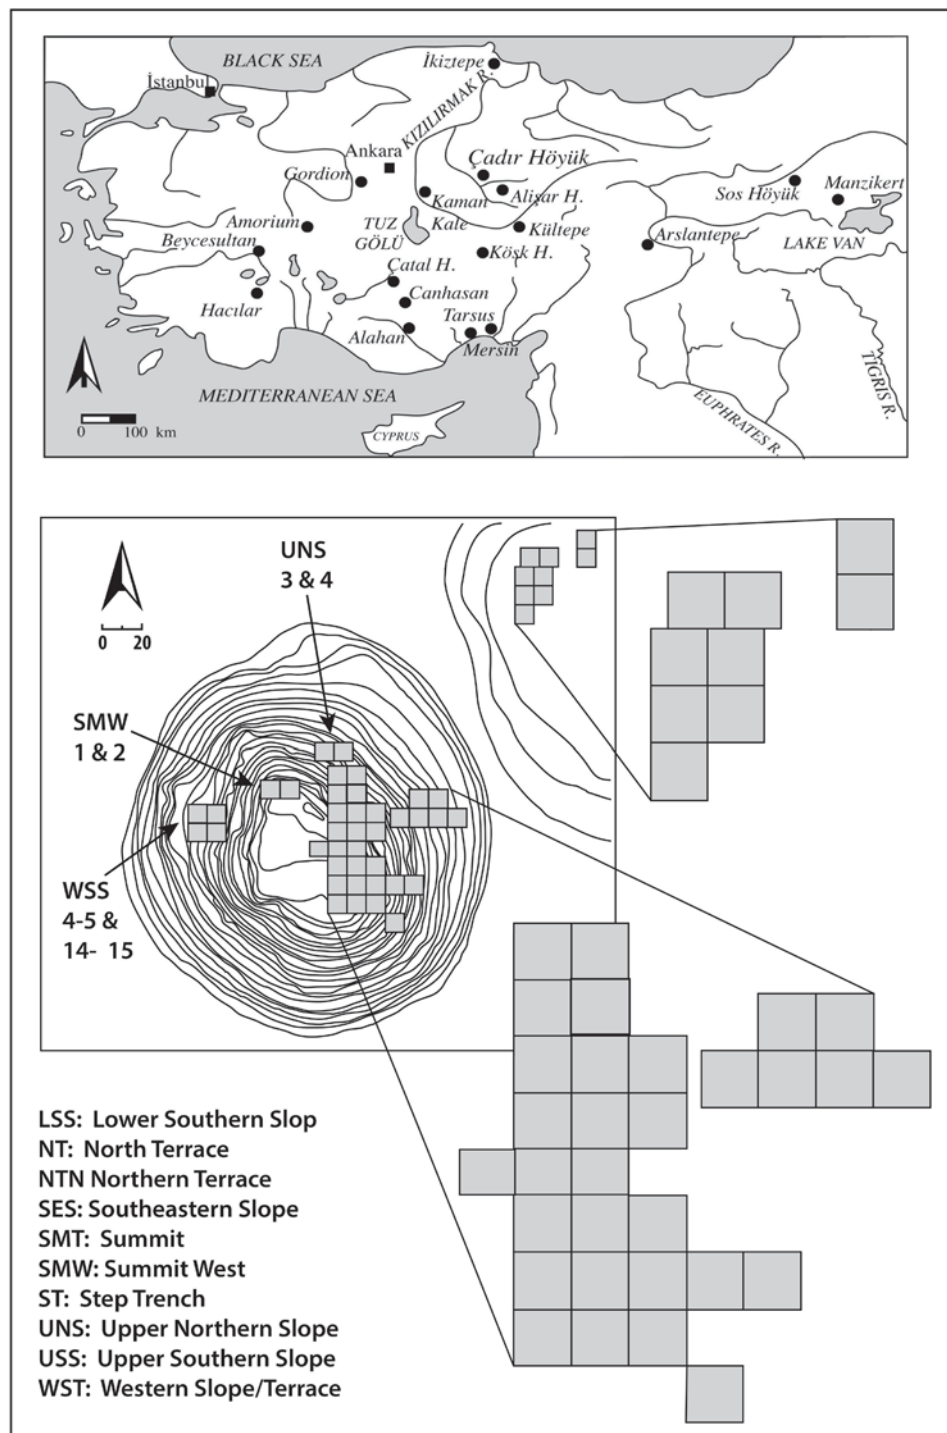 BLACK SEA
İkiztepe
İstanbul
KIZILIRMAK R.
Ankara
Çadır Höyük
Gordion
Sos Höyük
Manzikert
Kaman
Kale
Alişar H.
Amorium
TUZ
GÖLÜ
Kültepe
Beycesultan
Arslantepe
LAKE VAN
Köşk H.
Çatal H.
Hacılar
Canhasan
Tarsus
Alahan
Mersin
MEDITERRANEAN SEA
TIGRIS R.
EUPHRATES R.
0 100 km
CYPRUS
UNS
3 & 4
0 20
SMW
1 & 2
WSS
4-5 &
14- 15
LSS: Lower Southern Slop
NT: North Terrace
NTN Northern Terrace
SES: Southeastern Slope
SMT: Summit
SMW: Summit West
ST: Step Trench
UNS: Upper Northern Slope
USS: Upper Southern Slope
WST: Western Slope/Terrace